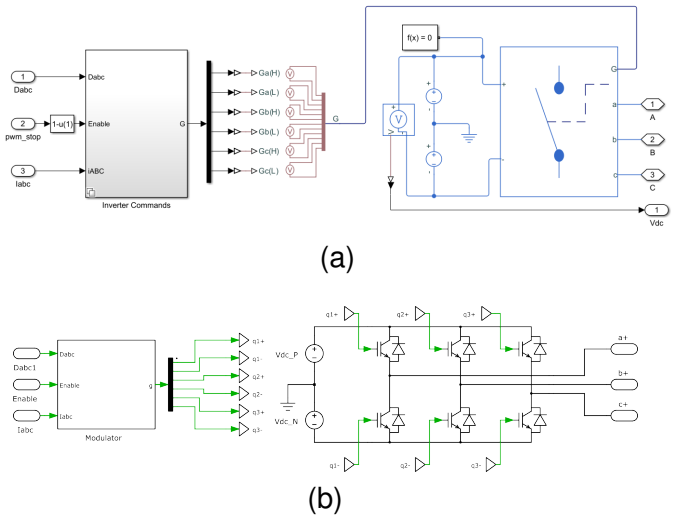 f(x) = 0
1
Dabc
Dabc
2
pwm_stop
1-u(1)
Enable
3
Iabc
iABC
G
Inverter Commands
Ga(H)
Ga(L)
Gb(H)
Gb(L)
Gc(H)
Gc(L)
V
V
V
V
V
V
G
+
V
V
+
-
+
-
+
-
G
a
b
c
1
A
2
B
3
C
1
Vdc
(a)
Dabc1
Enable
Iabc
Dabc
Enable
Iabc
g
Modulator
q1+
q1-
q2+
q2-
q3+
q3-
q1+
q2+
q3+
Vdc_P
+
-
Vdc_N
+
-
q1-
q2-
q3-
a+
b+
c+
(b)